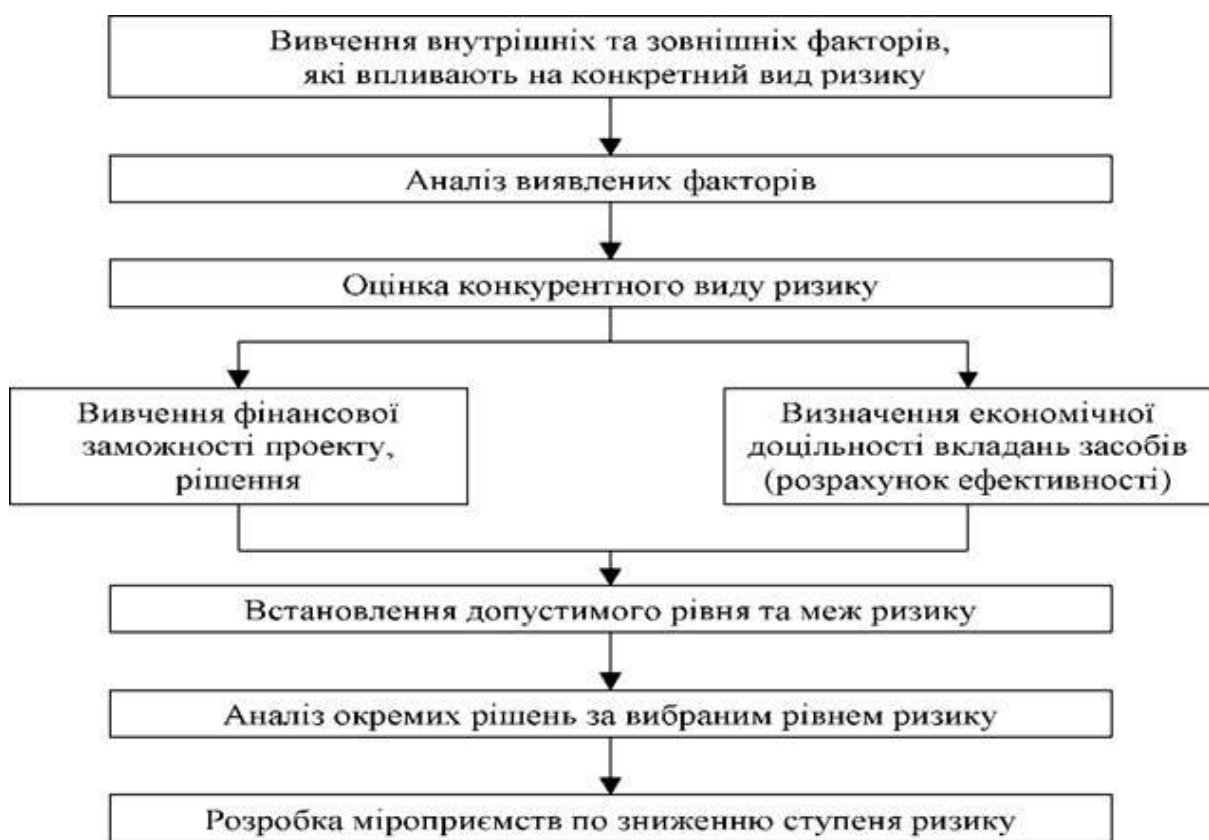 Вивчення внутрішніх та зовнішніх факторів,
які впливають на конкретний вид ризику
Аналіз виявлених факторів
Оцінка конкурентного виду ризику
Вивчення фінансової
заможності проекту,
рішення
Визначення економічної
доцільності вкладань засобів
(розрахунок ефективності)
Встановлення допустимого рівня та меж ризику
Аналіз окремих рішень за вибраним рівнем ризику
Розробка міроприємств по зниженню ступеня ризику